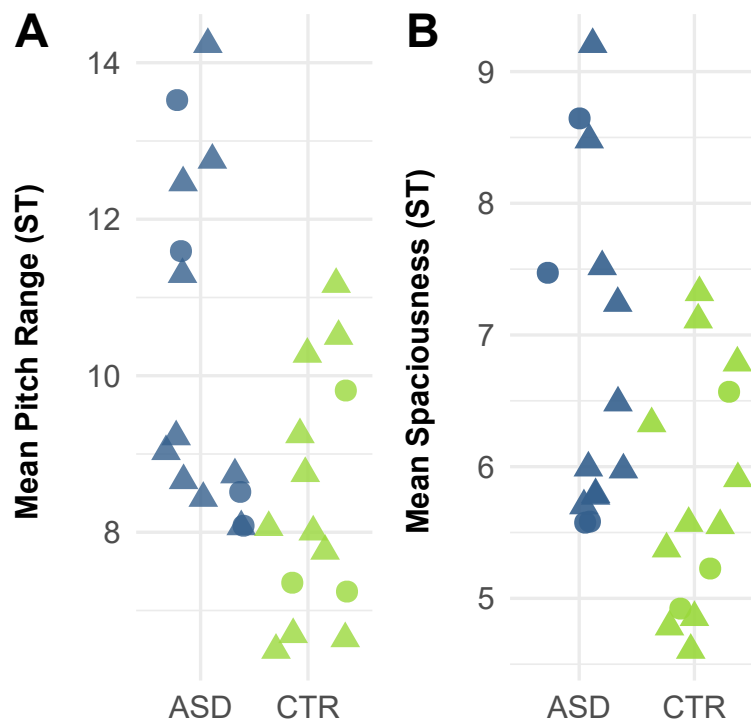 A
Mean Pitch Range (ST)
14
12
10
8
ASD CTR
B
Mean Spaciousness (ST)
9
8
7
6
5
ASD CTR